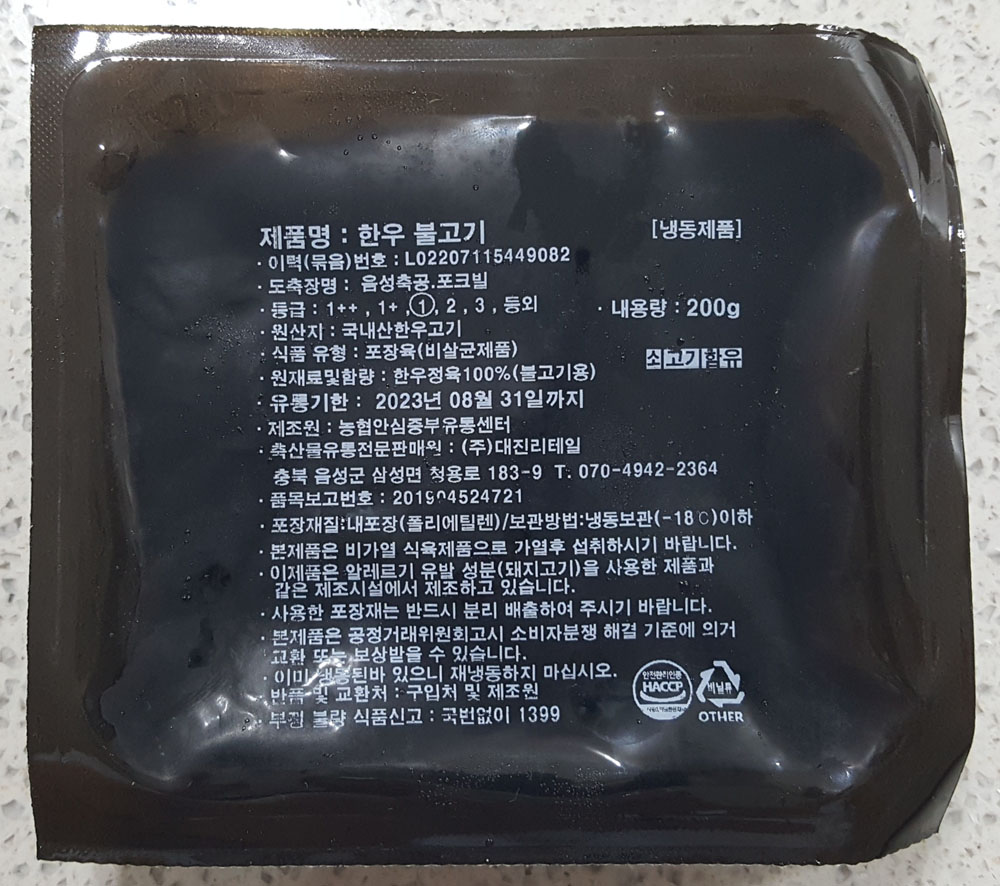 제품명 : 한우 불고기 [냉동제품]
· 이력(묶음)번호 : L02207115449082
· 도축장명 : 음성축공.포크빌
· 등급 : 1++ , 1+ , ①, 2 , 3 , 등외 · 내용량 : 200g
· 원산지 : 국내산한우고기
· 식품 유형 : 포장육(비살균제품) 소고기함유
· 원재료및함량 : 한우정육100%(불고기용)
· 유통기한 : 2023년 08월 31일까지
· 제조원 : 농협안심중부유통센터
· 축산물유통전문판매원 : (주)대진리테일
충북 음성군 삼성면 청용로 183-9 T. 070-4942-2364
· 품목보고번호 : 201904524721
· 포장재질:내포장(폴리에틸렌)/보관방법:냉동보관(-18℃)이하
· 본제품은 비가열 식육제품으로 가열후 섭취하시기 바랍니다.
· 이제품은 알레르기 유발 성분(돼지고기)을 사용한 제품과
같은 제조시설에서 제조하고 있습니다.
· 사용한 포장재는 반드시 분리 배출하여 주시기 바랍니다.
· 본제품은 공정거래위원회고시 소비자분쟁 해결 기준에 의거
교환 또는 보상받을 수 있습니다.
· 이미 냉동된바 있으니 재냉동하지 마십시오.
· 반품 및 교환처 : 구입처 및 제조원
· 부정 불량 식품신고 : 국번없이 1399
안전관리인증
HACCP
비닐류
OTHER